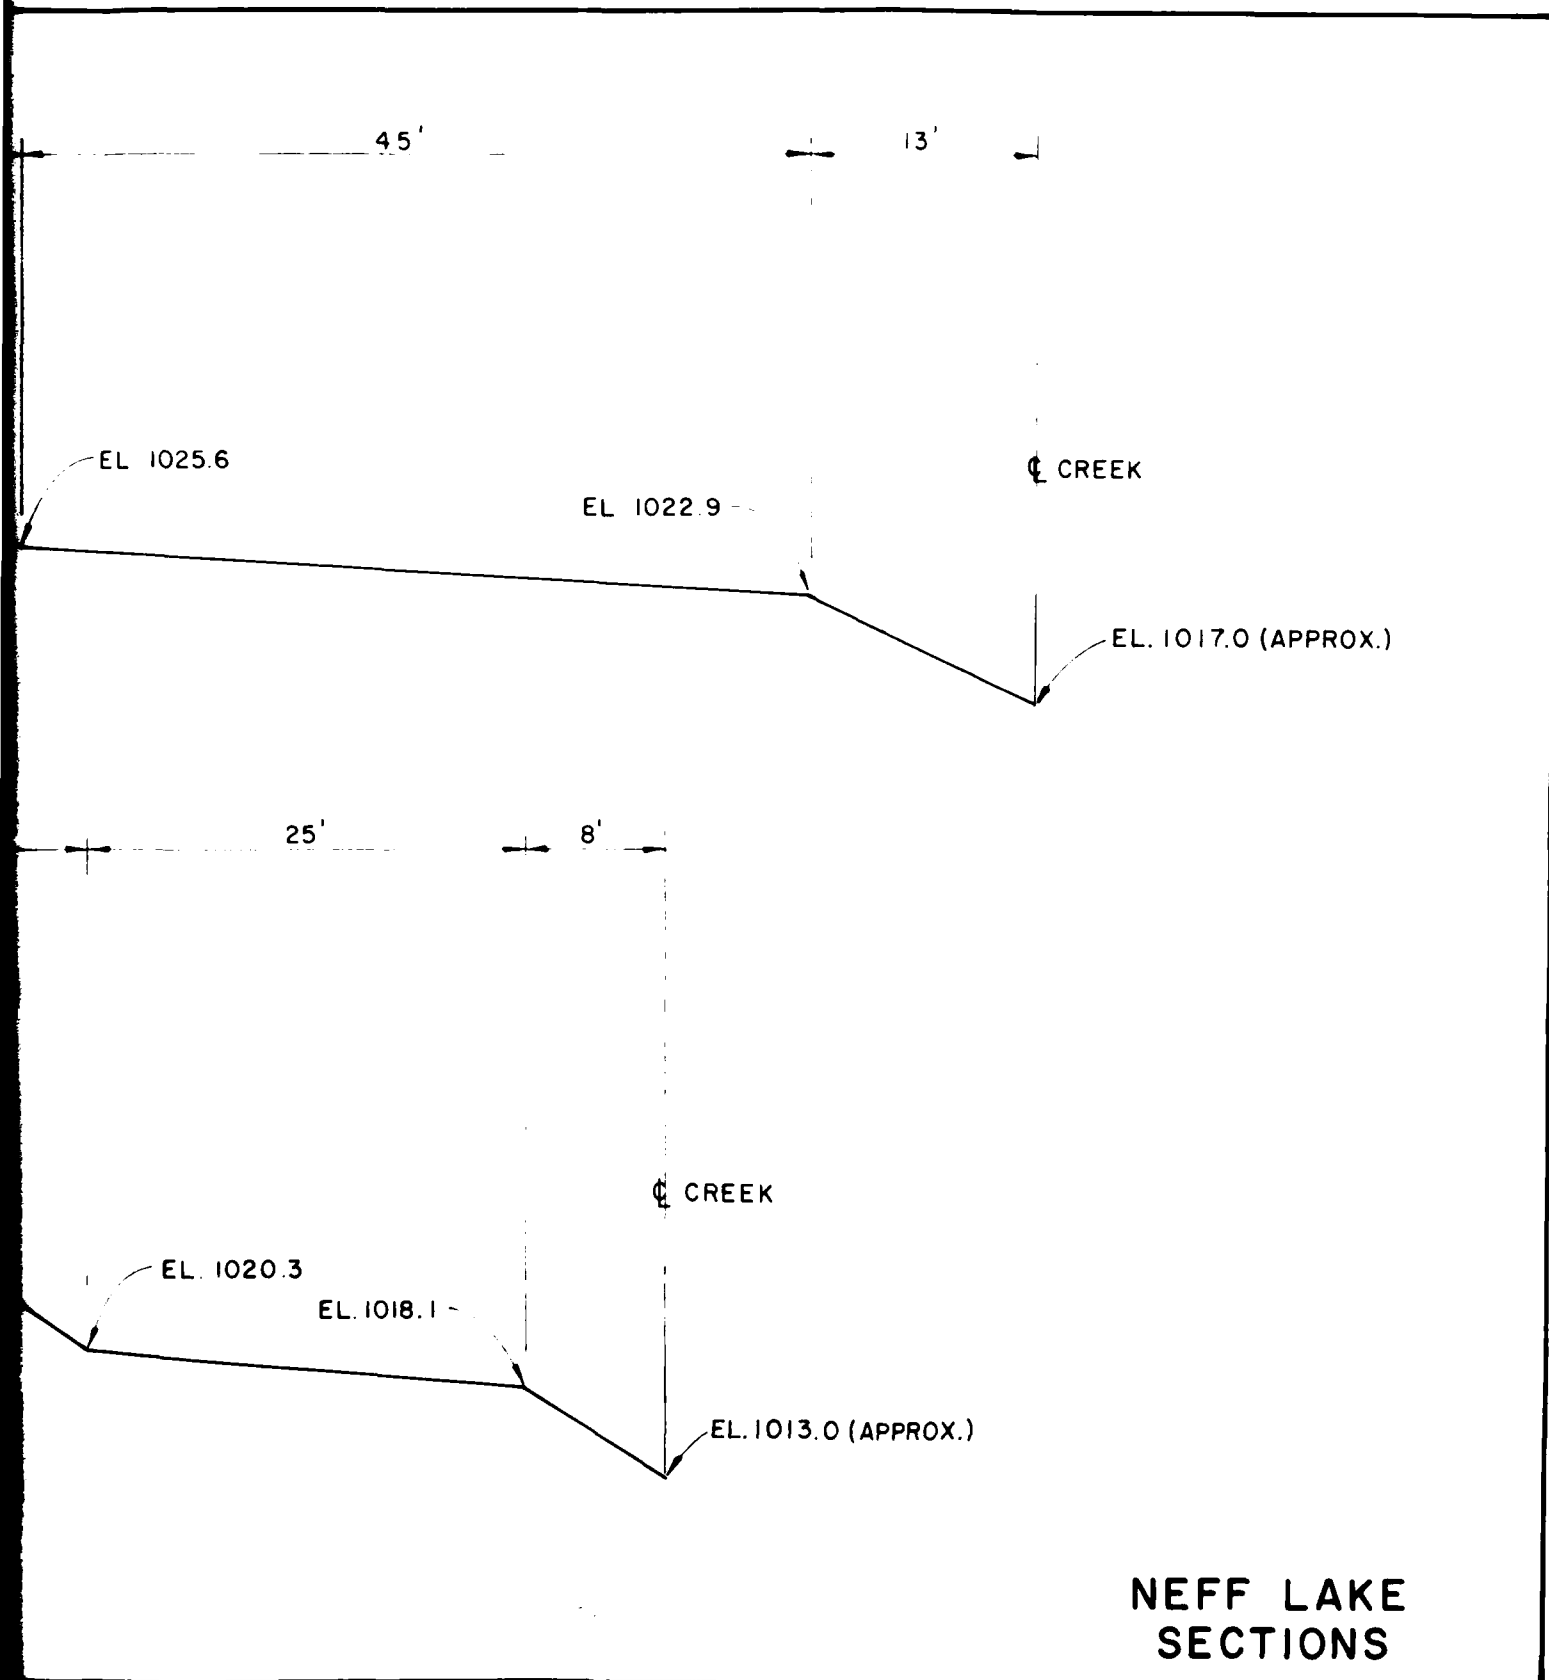 45'
13'
EL 1025.6
℄ CREEK
EL 1022.9
EL. 1017.0 (APPROX.)
25'
8'
℄ CREEK
EL. 1020.3
EL. 1018.1
EL. 1013.0 (APPROX.)
NEFF LAKE
SECTIONS